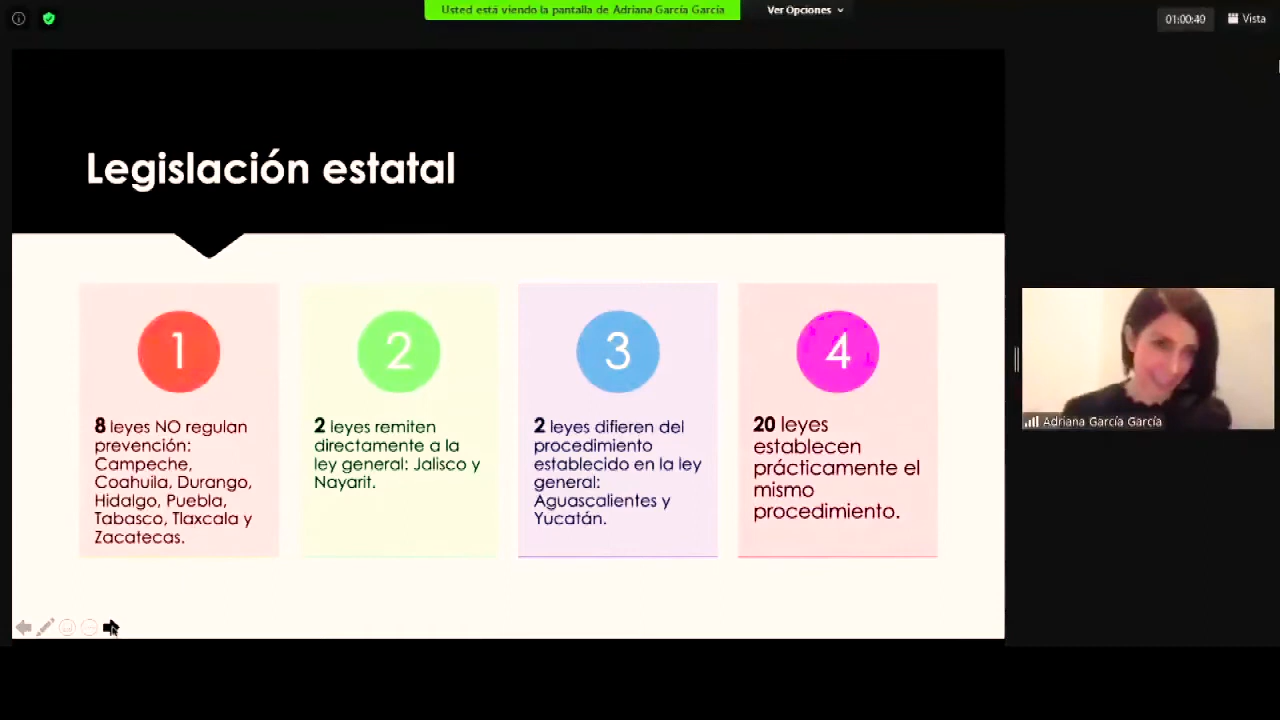 Usted está viendo la pantalla de Adriana García García
Ver Opciones
01:00:40
Vista
Legislación estatal
1
8 leyes NO regulan
prevención:
Campeche,
Coahuila, Durango,
Hidalgo, Puebla,
Tabasco, Tlaxcala y
Zacatecas.
2
2 leyes remiten
directamente a la
ley general: Jalisco y
Nayarit.
3
2 leyes difieren del
procedimiento
establecido en la ley
general:
Aguascalientes y
Yucatán.
4
20 leyes
establecen
prácticamente el
mismo
procedimiento.
Adriana García García